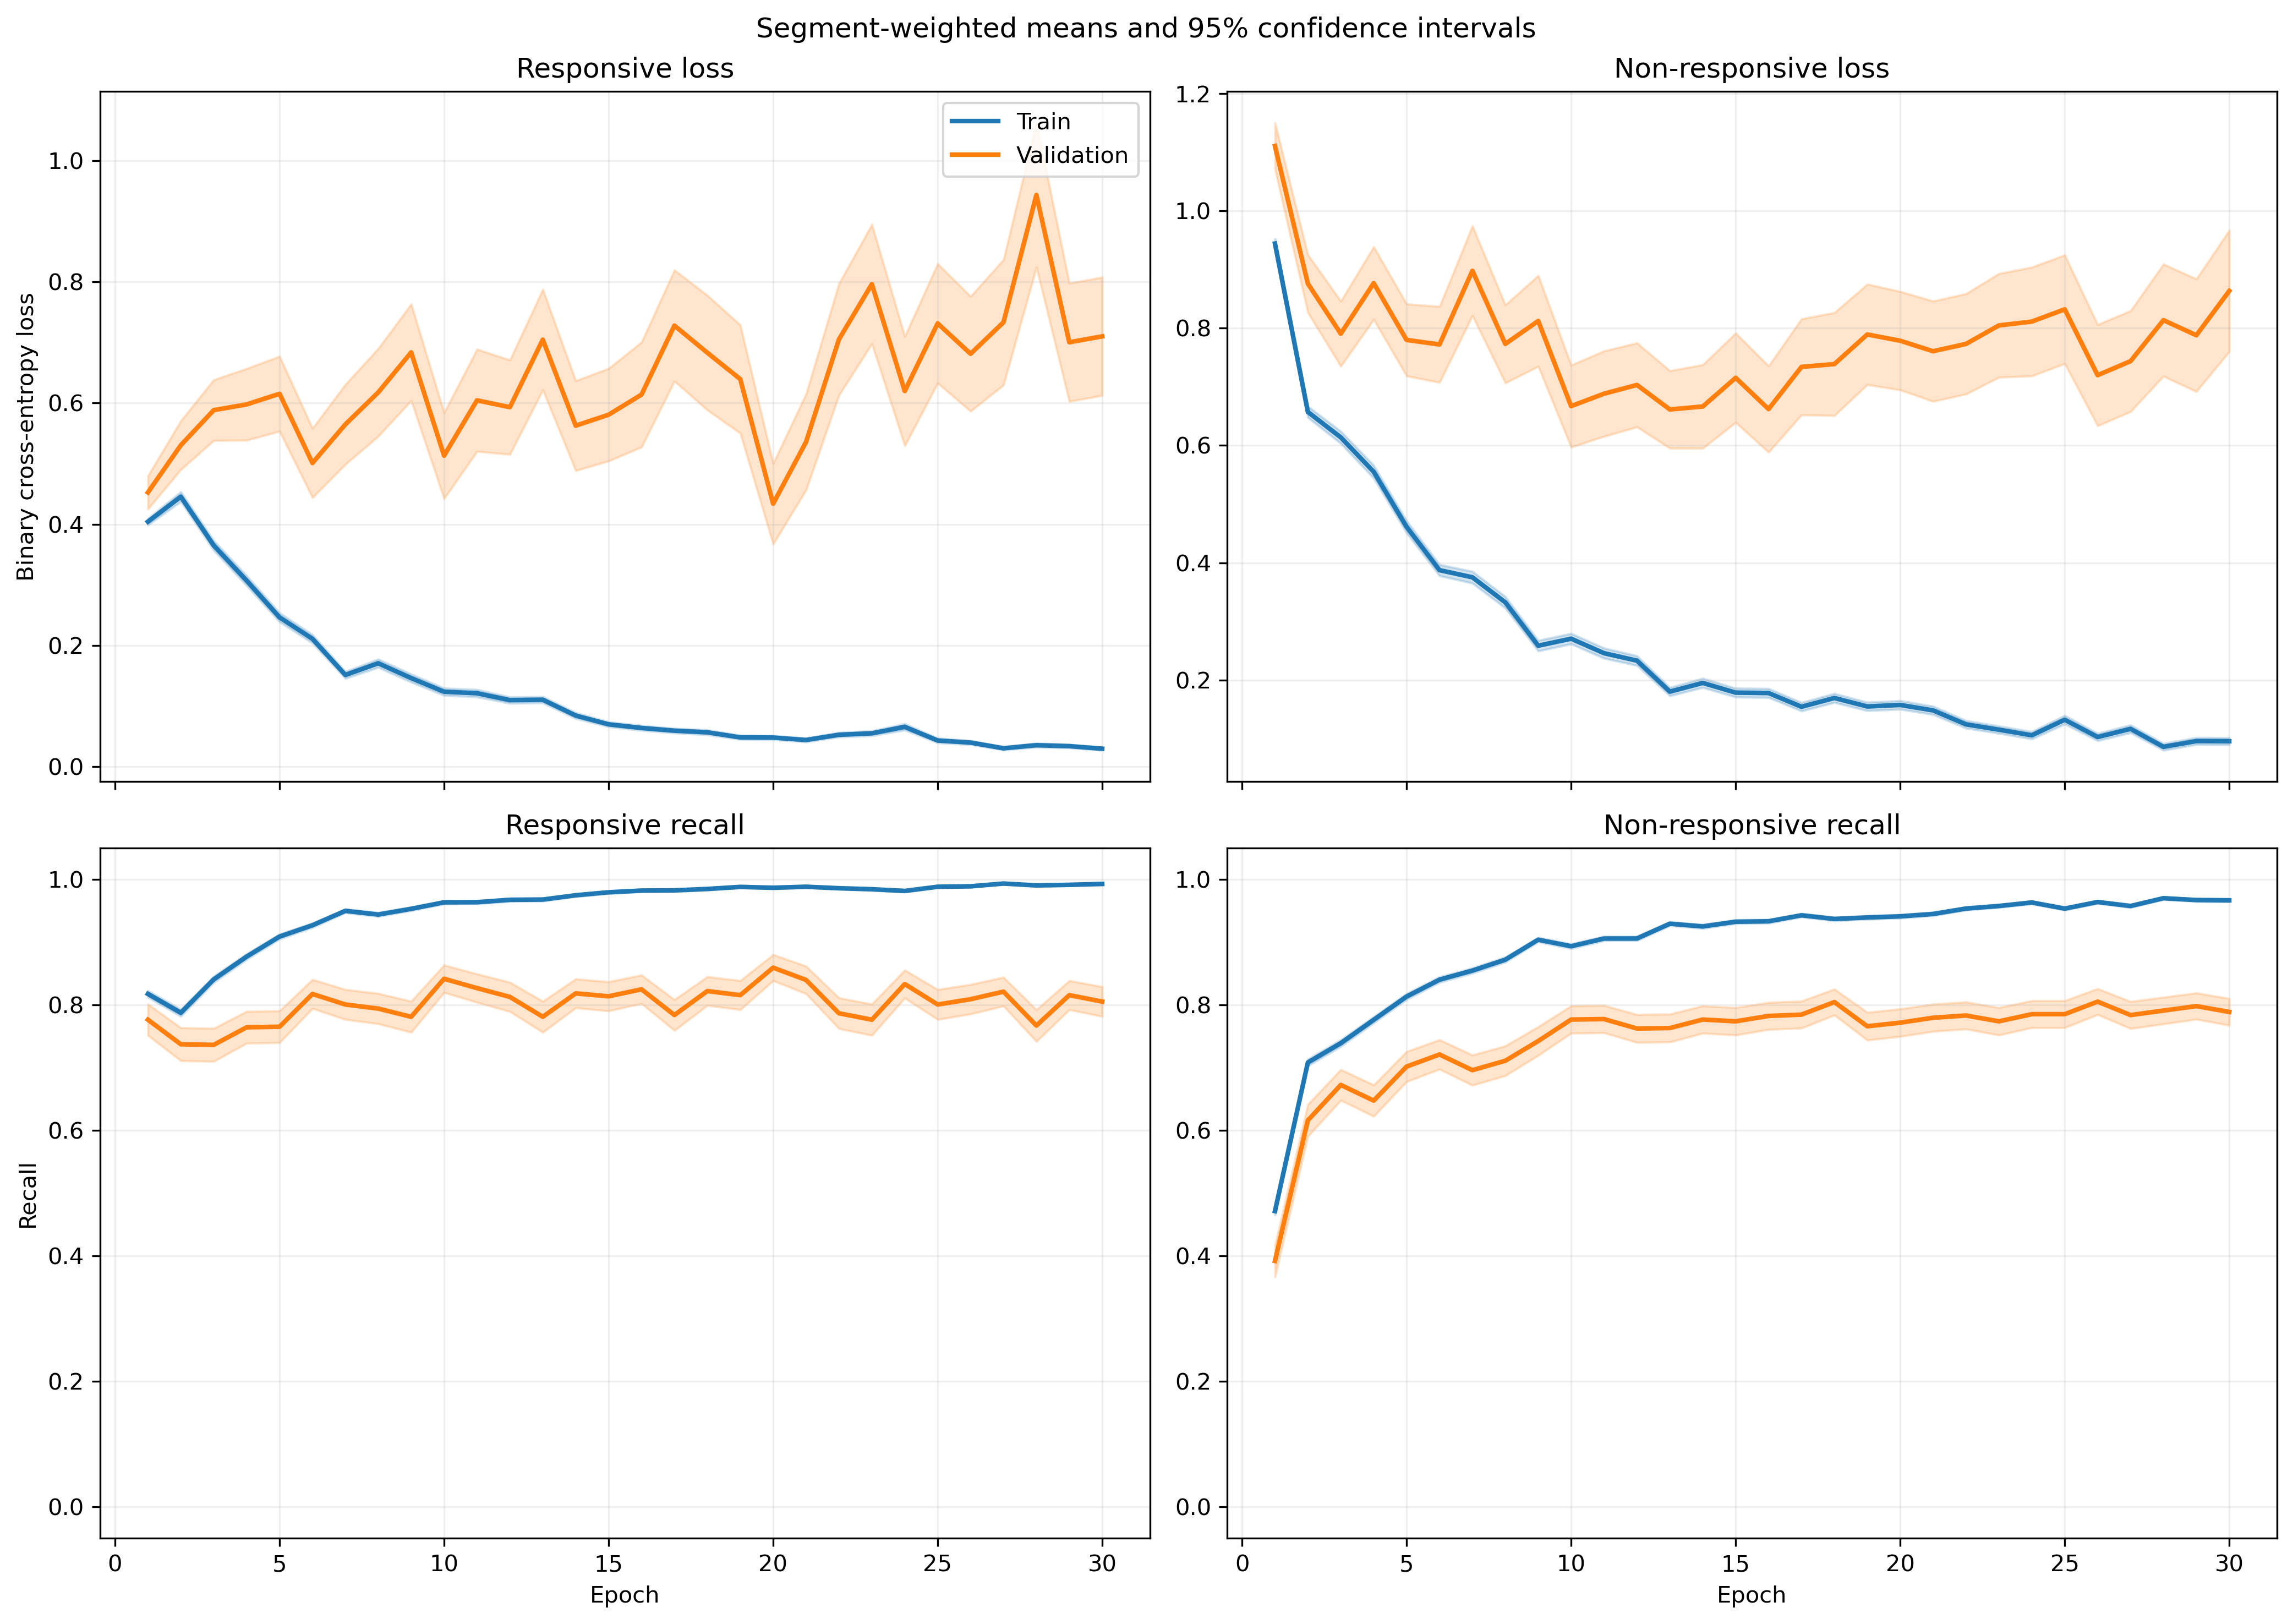 Segment-weighted means and 95% confidence intervals
Responsive loss
Non-responsive loss
Train
Validation
Binary cross-entropy loss
1.0
0.8
0.6
0.4
0.2
0.0
1.2
1.0
0.8
0.6
0.4
0.2
Responsive recall
Non-responsive recall
Recall
1.0
0.8
0.6
0.4
0.2
0.0
1.0
0.8
0.6
0.4
0.2
0.0
0 5 10 15 20 25 30
0 5 10 15 20 25 30
Epoch
Epoch